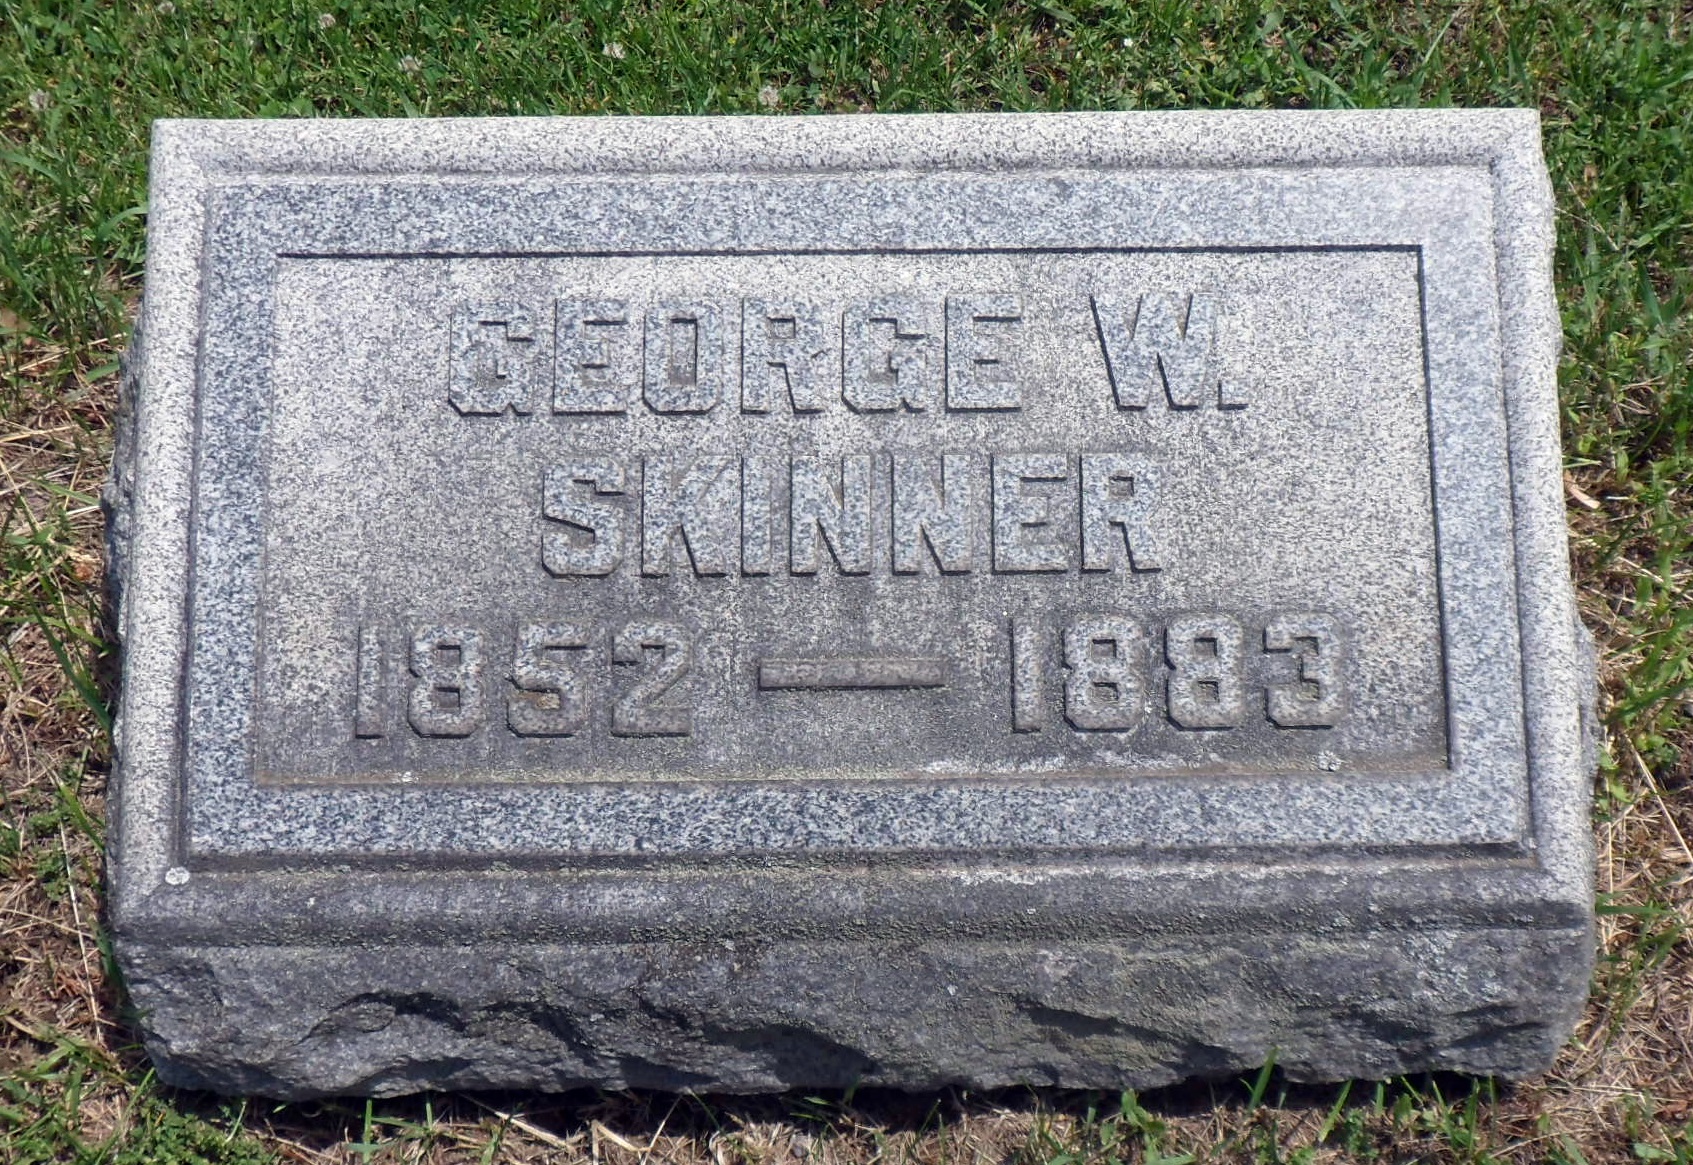 GEORGE W.
SKINNER
1852 — 1883